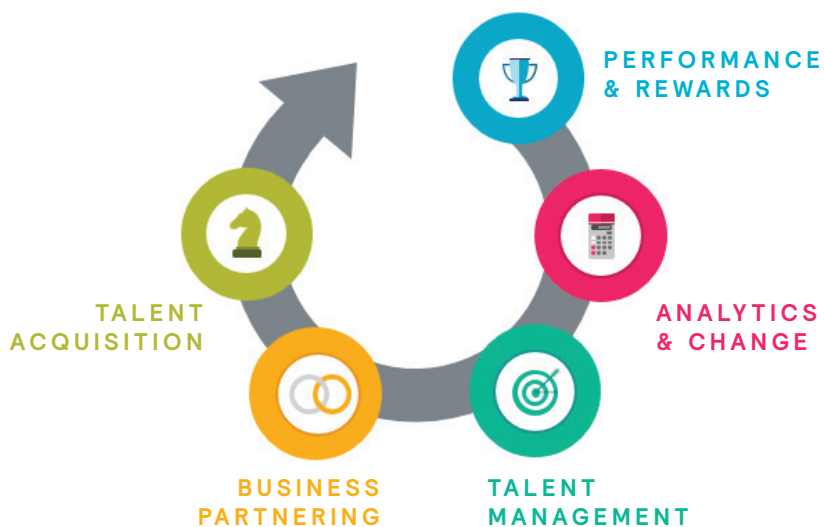 PERFORMANCE
& REWARDS
ANALYTICS
& CHANGE
TALENT
MANAGEMENT
BUSINESS
PARTNERING
TALENT
ACQUISITION